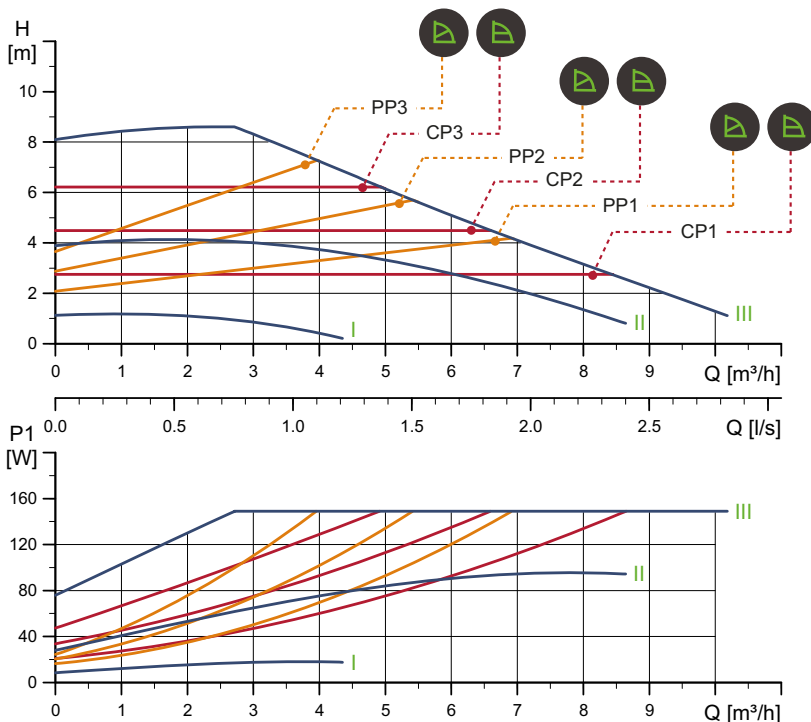 H
[m]
10
8
6
4
2
0
PP3
CP3
PP2
CP2
PP1
CP1
I
II
III
0 1 2 3 4 5 6 7 8 9 Q [m³/h]
0.0 0.5 1.0 1.5 2.0 2.5 Q [l/s]
P1
[W]
160
120
80
40
0
III
II
I
0 1 2 3 4 5 6 7 8 9 Q [m³/h]